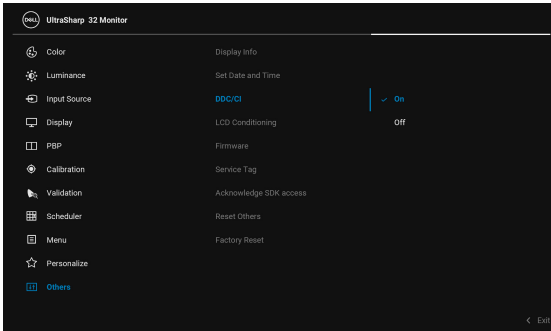 DELL UltraSharp 32 Monitor
Color
Luminance
Input Source
Display
PBP
Calibration
Validation
Scheduler
Menu
Personalize
Others
Display Info
Set Date and Time
DDC/CI
LCD Conditioning
Firmware
Service Tag
Acknowledge SDK access
Reset Others
Factory Reset
On
Off
Exit